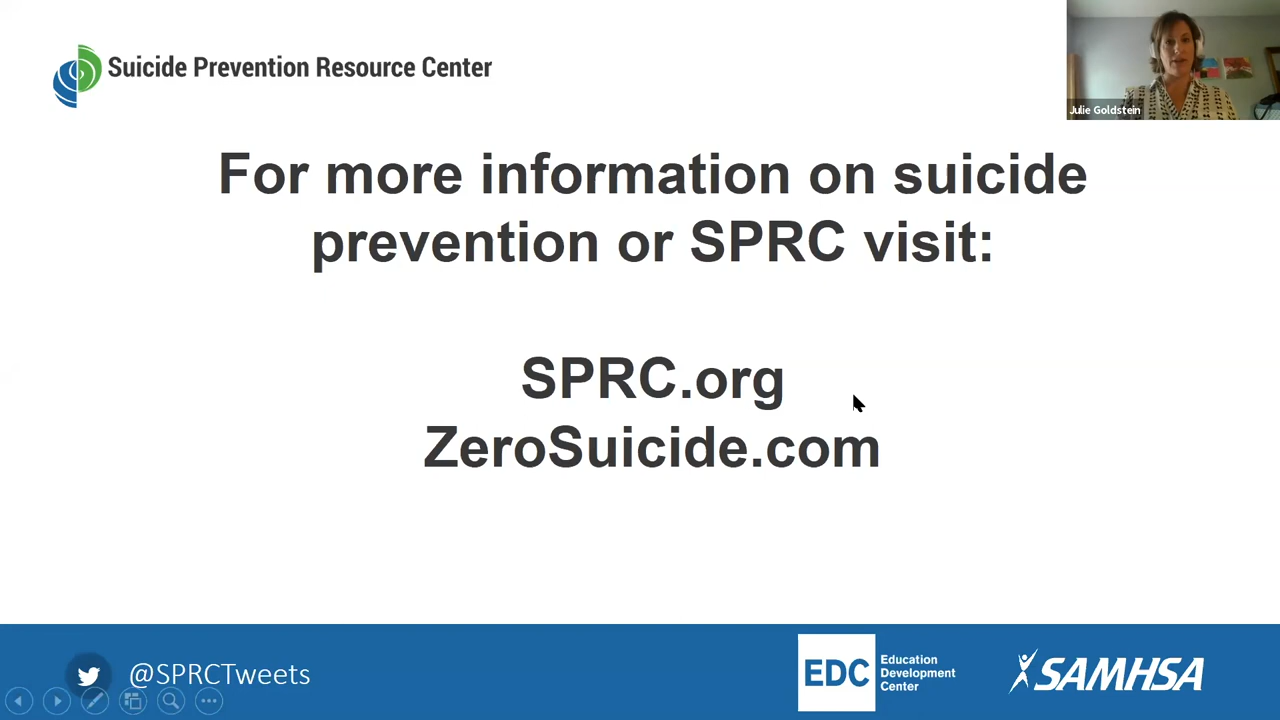 Suicide Prevention Resource Center
Julie Goldstein
For more information on suicide
prevention or SPRC visit:
SPRC.org
ZeroSuicide.com
@SPRCTweets
EDC
Education
Development
Center
SAMHSA